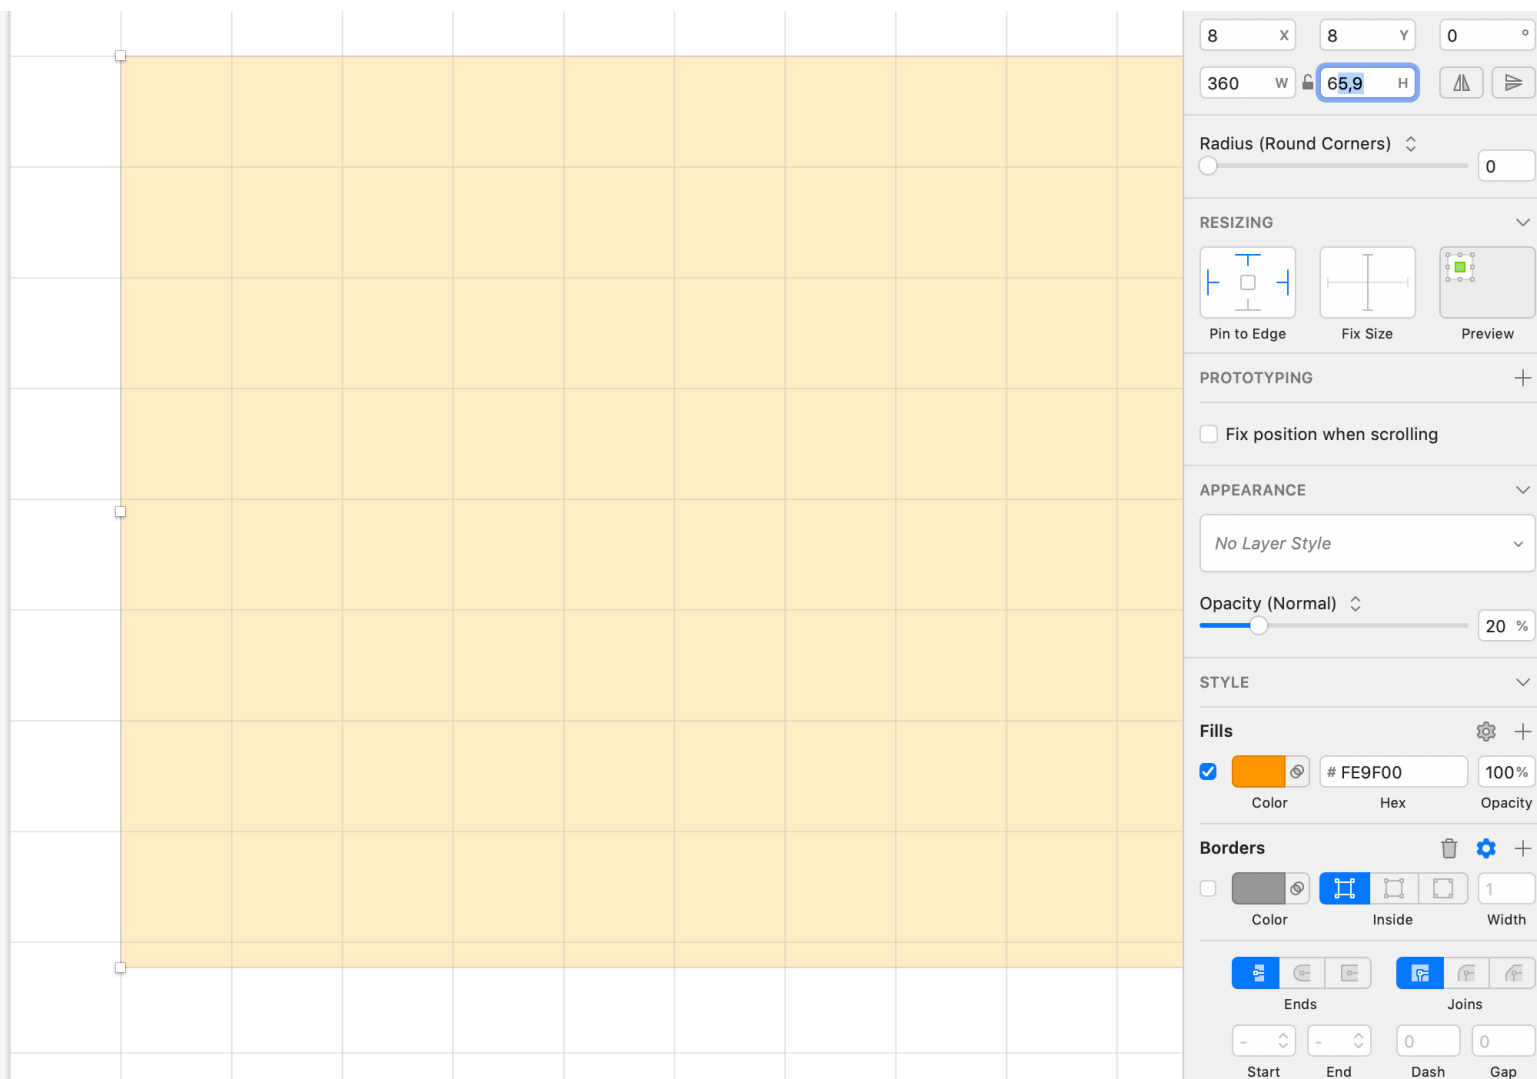 8 X 8 Y 0 °
360 W 65,9 H
Radius (Round Corners)
0
RESIZING
Pin to Edge Fix Size Preview
PROTOTYPING
Fix position when scrolling
APPEARANCE
No Layer Style
Opacity (Normal)
20 %
STYLE
Fills
# FE9F00 100%
Color Hex Opacity
Borders
1
Color Inside Width
Ends Joins
- - 0 0
Start End Dash Gap